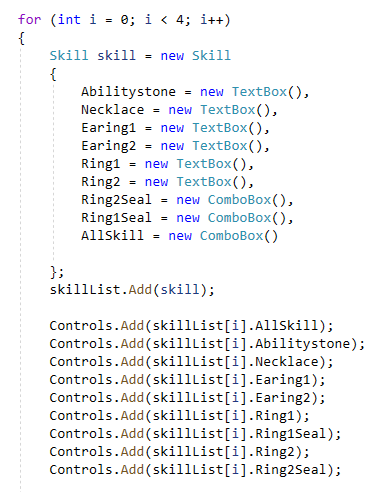 for (int i = 0; i < 4; i++)
{
Skill skill = new Skill
{
Abilitystone = new TextBox(),
Necklace = new TextBox(),
Earing1 = new TextBox(),
Earing2 = new TextBox(),
Ring1 = new TextBox(),
Ring2 = new TextBox(),
Ring2Seal = new ComboBox(),
Ring1Seal = new ComboBox(),
AllSkill = new ComboBox()
};
skillList.Add(skill);
Controls.Add(skillList[i].AllSkill);
Controls.Add(skillList[i].Abilitystone);
Controls.Add(skillList[i].Necklace);
Controls.Add(skillList[i].Earing1);
Controls.Add(skillList[i].Earing2);
Controls.Add(skillList[i].Ring1);
Controls.Add(skillList[i].Ring1Seal);
Controls.Add(skillList[i].Ring2);
Controls.Add(skillList[i].Ring2Seal);